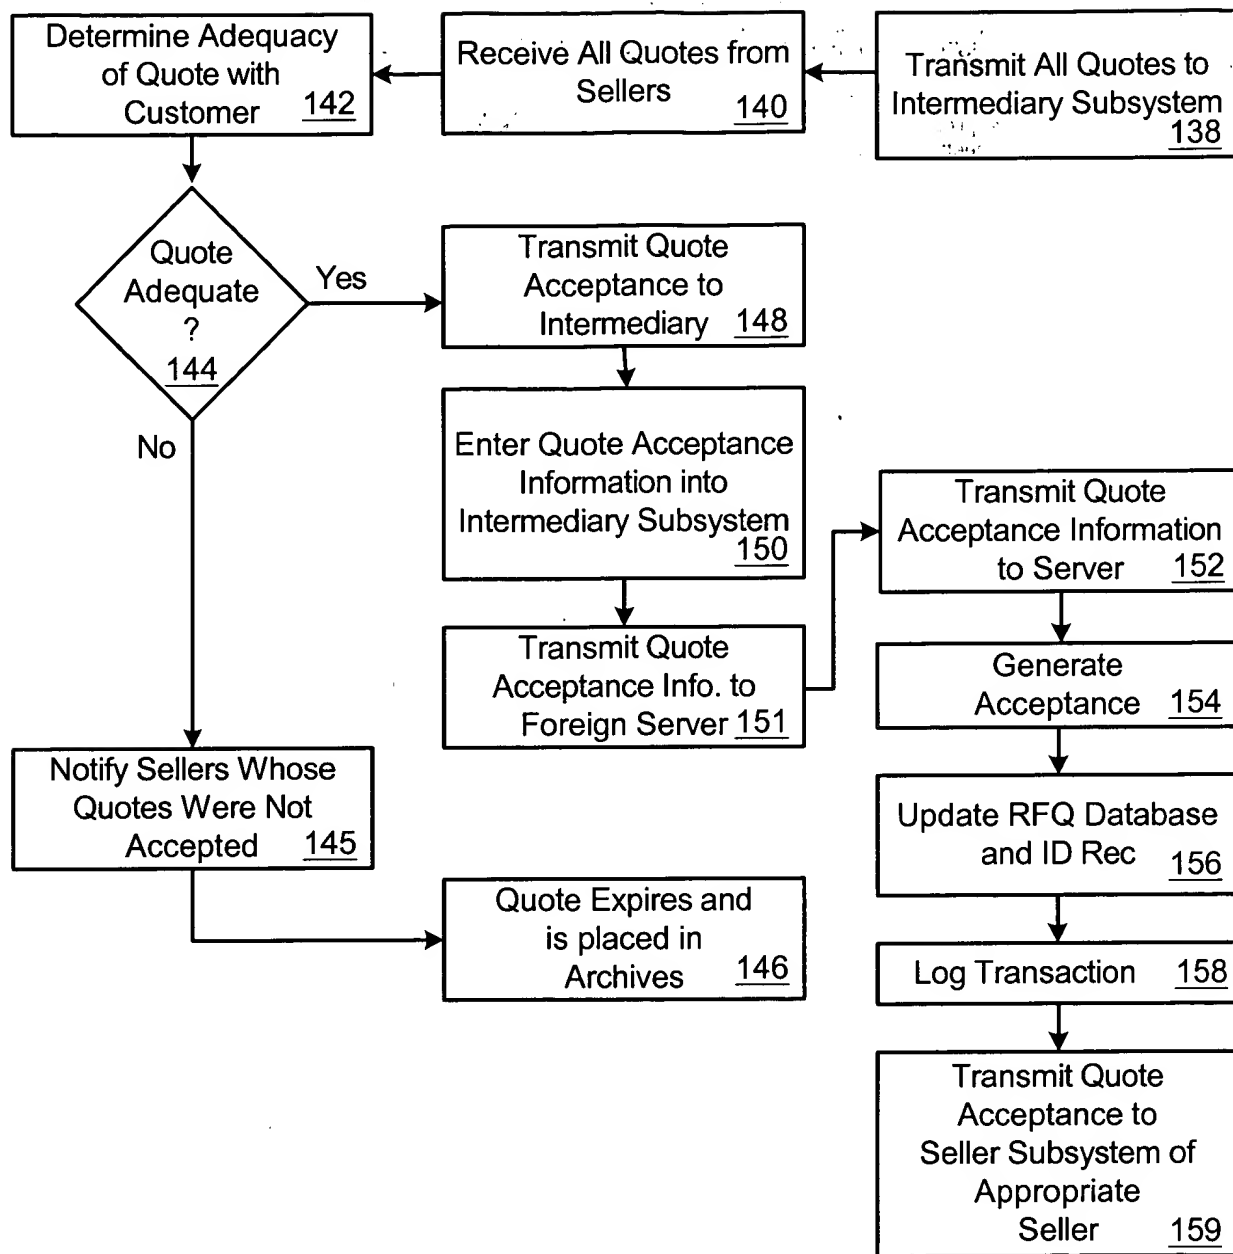 Determine Adequacy
of Quote with
Customer 142
Receive All Quotes from
Sellers
140
Transmit All Quotes to
Intermediary Subsystem
138
Quote
Adequate
?
144
Yes
No
Transmit Quote
Acceptance to
Intermediary 148
Enter Quote Acceptance
Information into
Intermediary Subsystem
150
Transmit Quote
Acceptance Info. to
Foreign Server 151
Transmit Quote
Acceptance Information
to Server 152
Generate
Acceptance 154
Notify Sellers Whose
Quotes Were Not
Accepted 145
Update RFQ Database
and ID Rec
156
Quote Expires and
is placed in
Archives 146
Log Transaction 158
Transmit Quote
Acceptance to
Seller Subsystem of
Appropriate
Seller 159